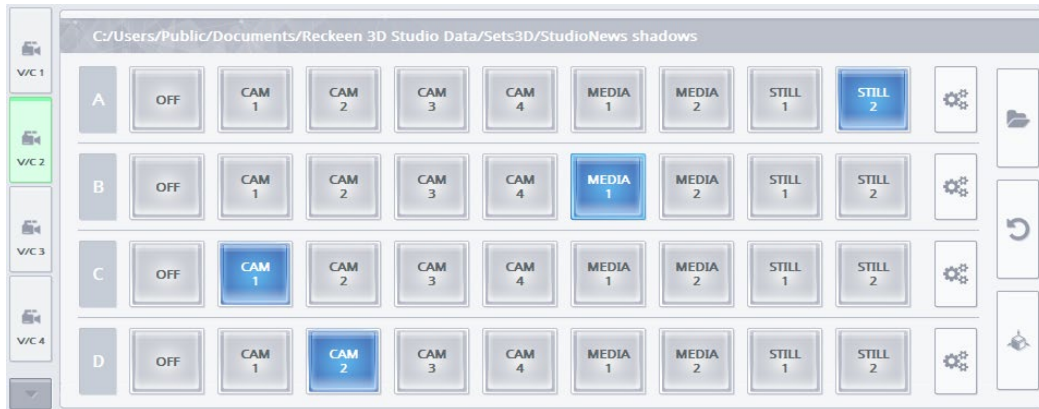 C:/Users/Public/Documents/Reckeen 3D Studio Data/Sets3D/StudioNews shadows
V/C 1
V/C 2
V/C 3
V/C 4
A OFF CAM 1 CAM 2 CAM 3 CAM 4 MEDIA 1 MEDIA 2 STILL 1 STILL 2
B OFF CAM 1 CAM 2 CAM 3 CAM 4 MEDIA 1 MEDIA 2 STILL 1 STILL 2
C OFF CAM 1 CAM 2 CAM 3 CAM 4 MEDIA 1 MEDIA 2 STILL 1 STILL 2
D OFF CAM 1 CAM 2 CAM 3 CAM 4 MEDIA 1 MEDIA 2 STILL 1 STILL 2